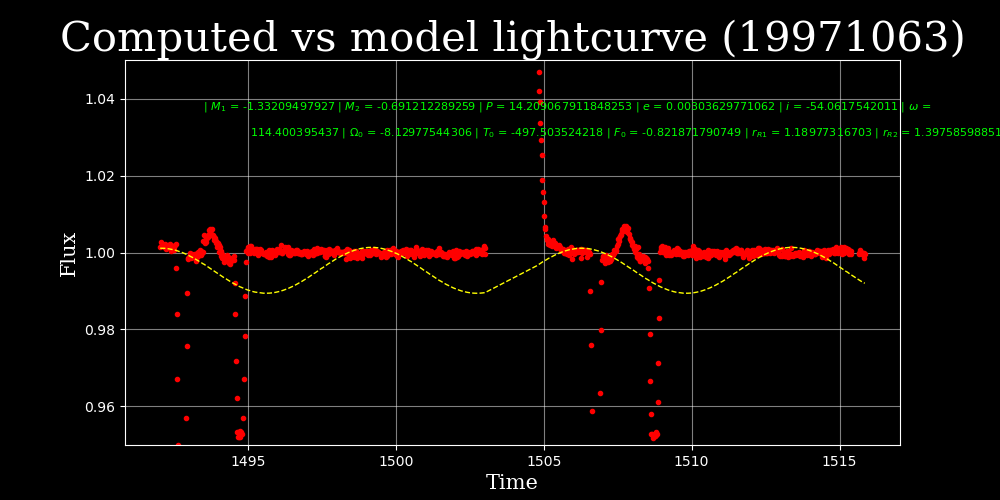 Computed vs model lightcurve (19971063)
| M₁ = -1.33209497927 | M₂ = -0.691212289259 | P = 14.209067911848253 | e = 0.00303629771062 | i = -54.0617542011 | ω =
114.400395437 | Ω₀ = -8.12977544306 | T₀ = -497.503524218 | F₀ = -0.821871790749 | r_R1 = 1.18977316703 | r_R2 = 1.39758598851
1.04
1.02
1.00
0.98
0.96
Flux
1495 1500 1505 1510 1515
Time